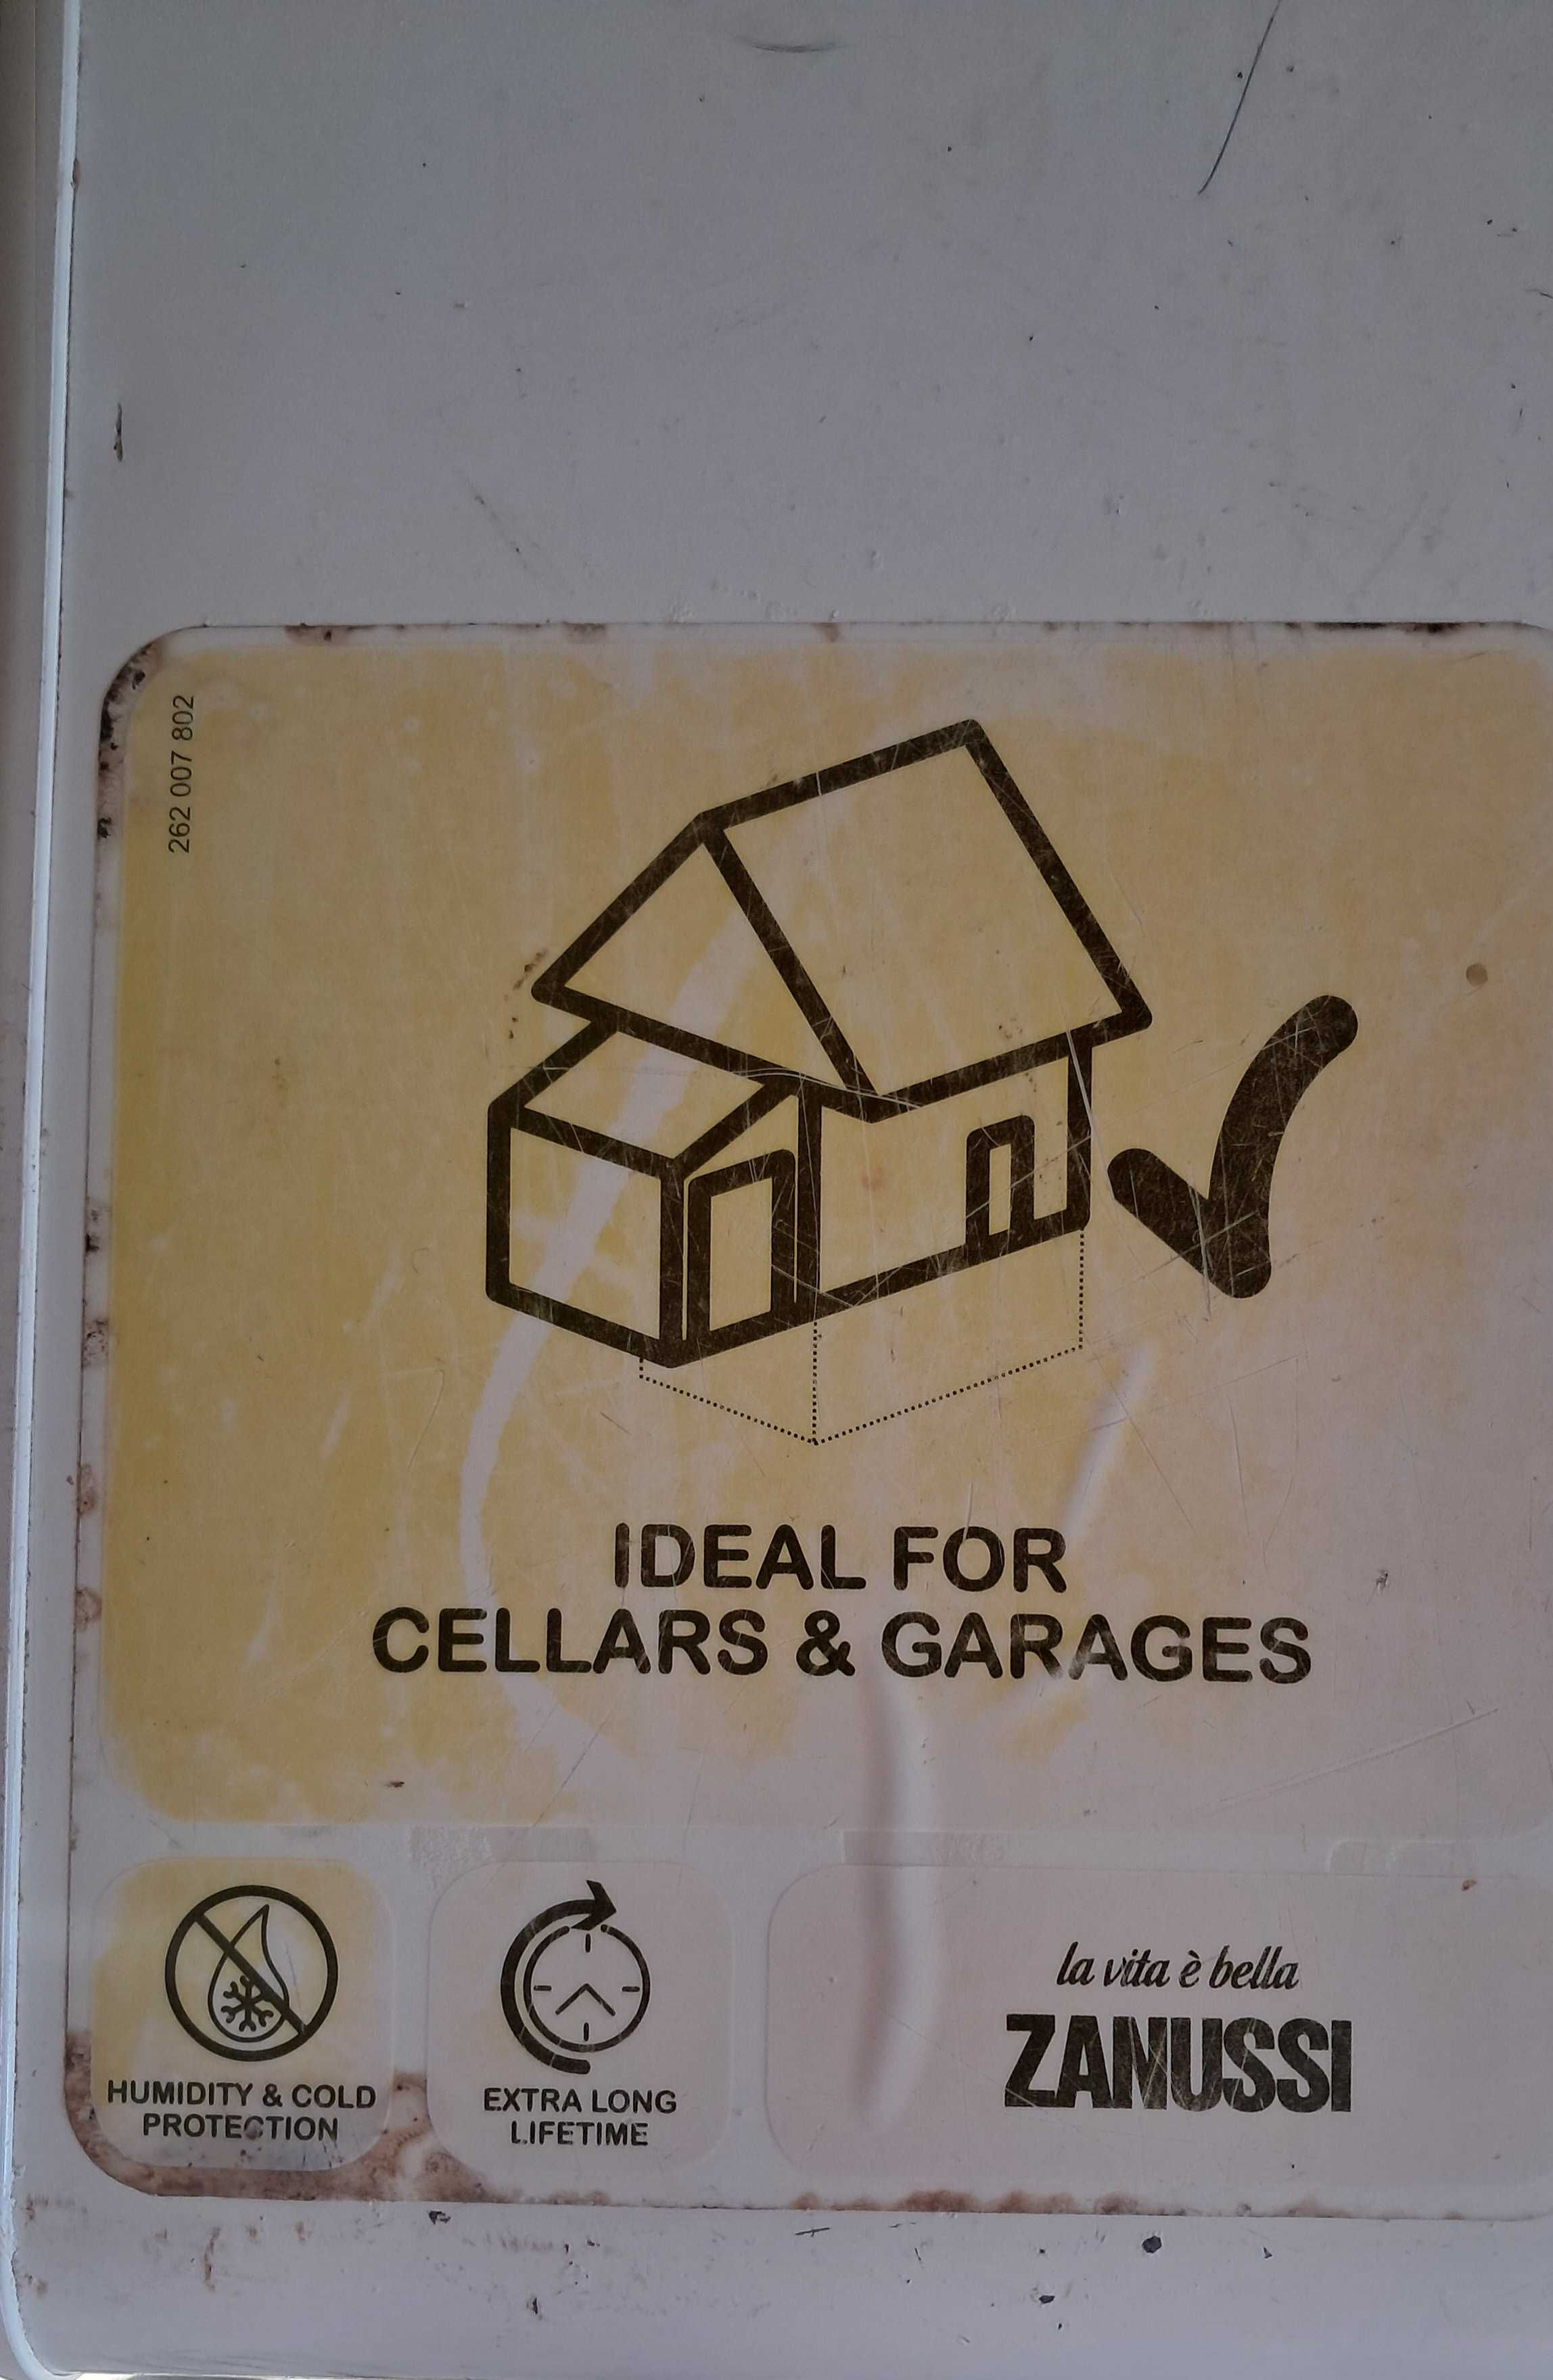 262 007 802
IDEAL FOR
CELLARS & GARAGES
HUMIDITY & COLD
PROTECTION
EXTRA LONG
LIFETIME
la vita è bella
ZANUSSI